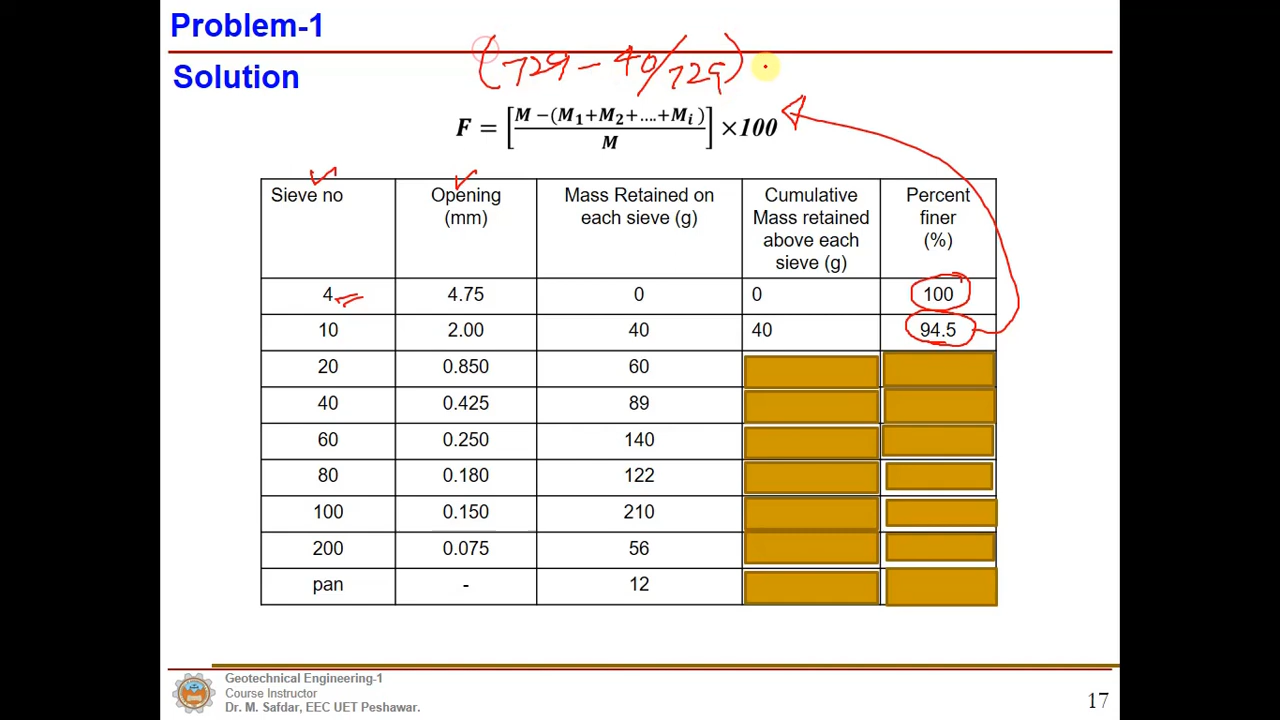 Problem-1
(729 - 40/729)
Solution
F = [M -(M1+M2+....+Mi)/M] ×100
Sieve no Opening (mm) Mass Retained on each sieve (g) Cumulative Mass retained above each sieve (g) Percent finer (%)
4 4.75 0 0 100
10 2.00 40 40 94.5
20 0.850 60
40 0.425 89
60 0.250 140
80 0.180 122
100 0.150 210
200 0.075 56
pan - 12
Geotechnical Engineering-1
Course Instructor
Dr. M. Safdar, EEC UET Peshawar.
17